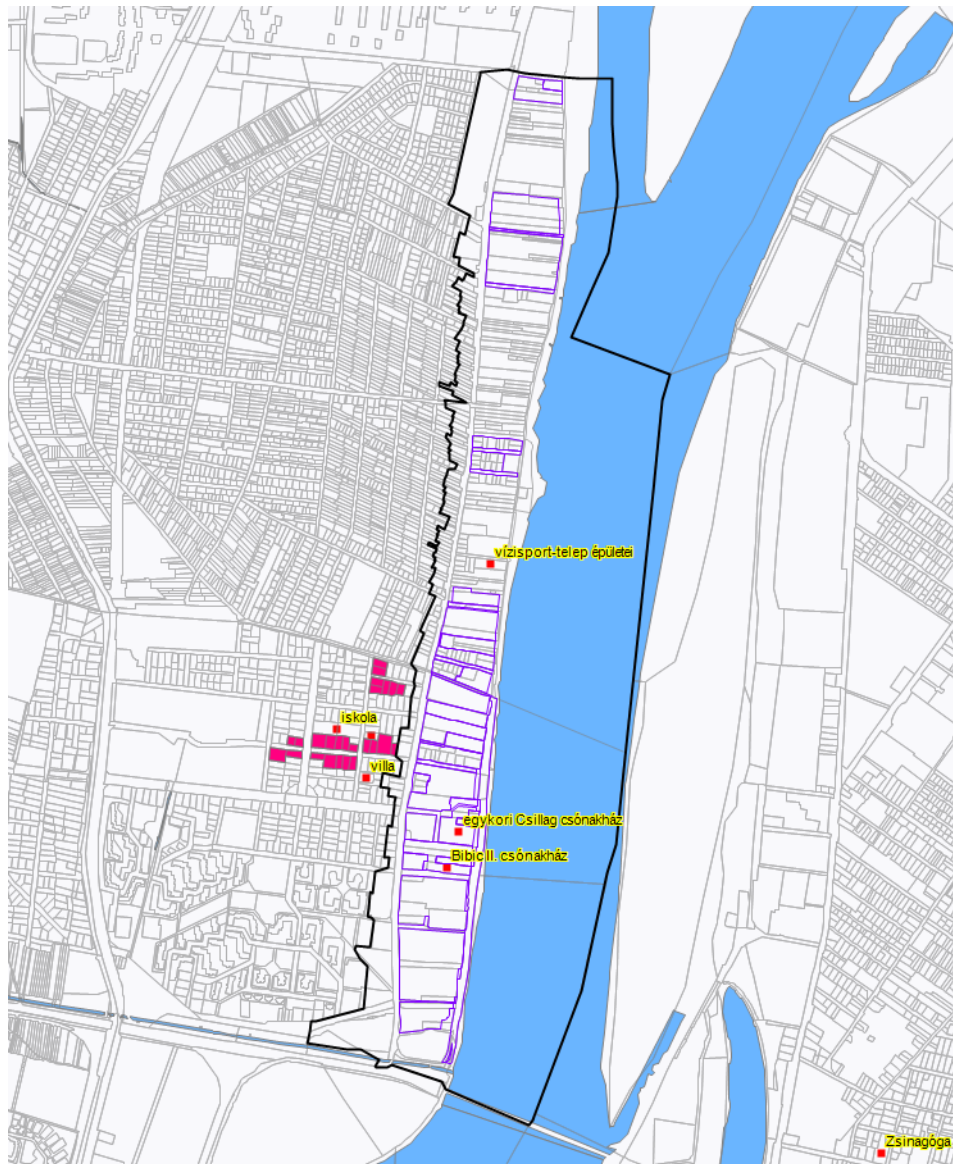 vízisport-telep épületei
iskola
villa
egykori Csillag csónakház
Bibic II. csónakház
Zsinagóga